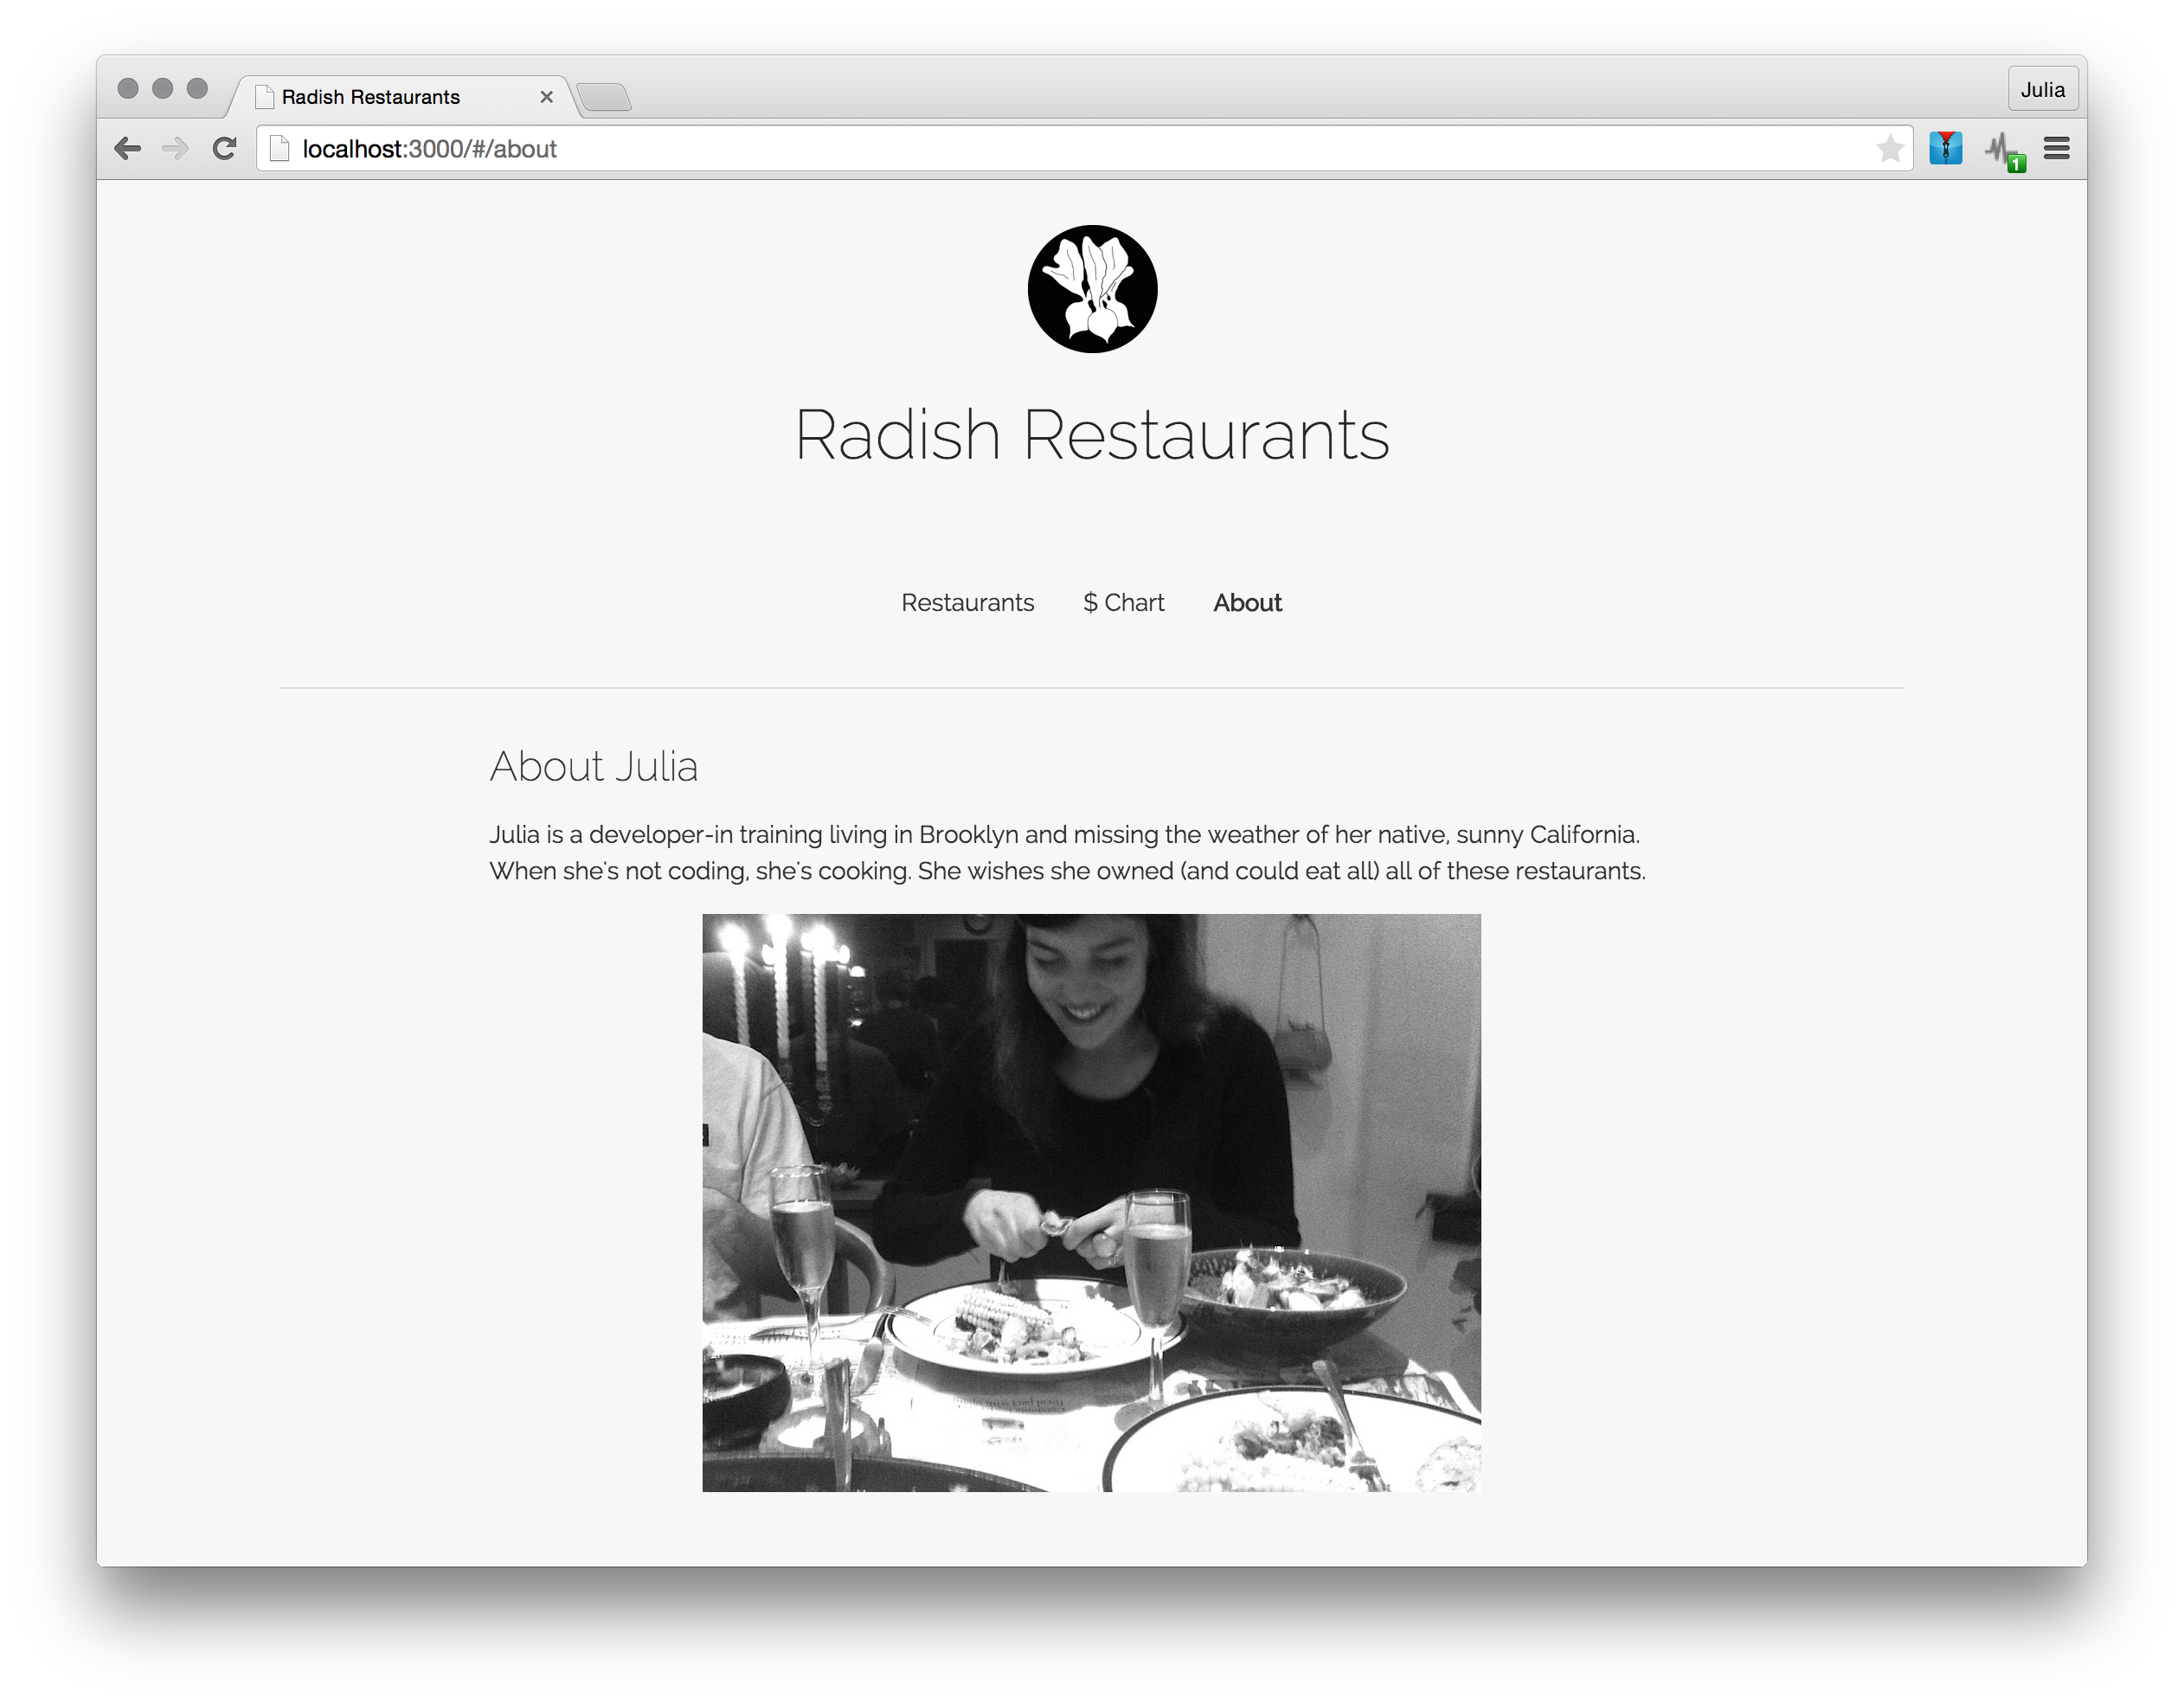 Radish Restaurants
Julia
localhost:3000/#/about
1
Radish Restaurants
Restaurants $ Chart About
About Julia
Julia is a developer-in training living in Brooklyn and missing the weather of her native, sunny California.
When she's not coding, she's cooking. She wishes she owned (and could eat all) all of these restaurants.